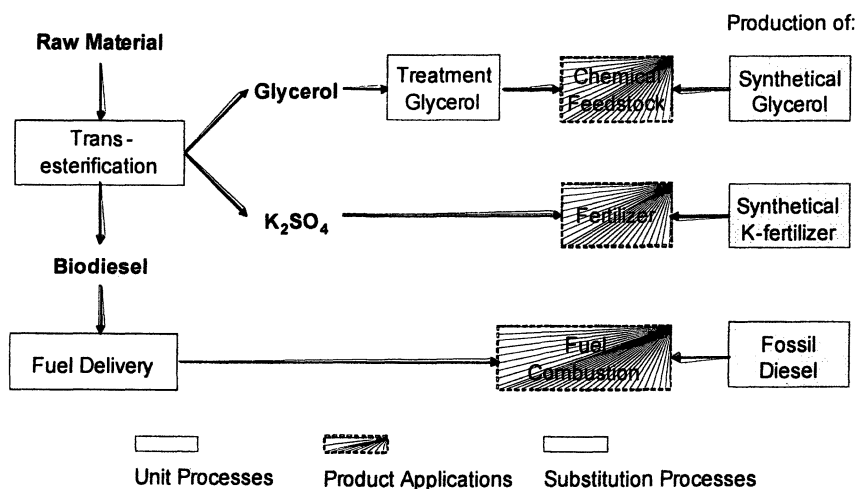 Production of:
Raw Material
Glycerol
Treatment
Glycerol
Chemical
Feedstock
Synthetical
Glycerol
Trans -
esterification
K₂SO₄
Fertilizer
Synthetical
K-fertilizer
Biodiesel
Fuel Delivery
Fuel
Combustion
Fossil
Diesel
Unit Processes
Product Applications
Substitution Processes